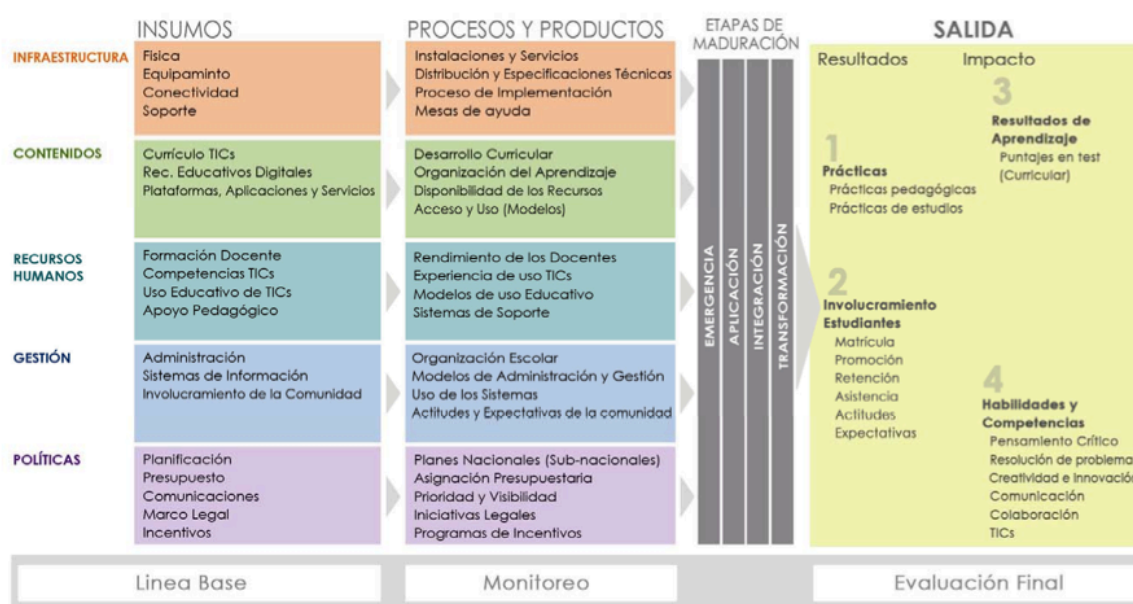 INSUMOS
PROCESOS Y PRODUCTOS
ETAPAS DE
MADURACIÓN
SALIDA
INFRAESTRUCTURA
Fisica
Equipaminto
Conectividad
Soporte
Instalaciones y Servicios
Distribución y Especificaciones Técnicas
Proceso de Implementación
Mesas de ayuda
CONTENIDOS
Currículo TICs
Rec. Educativos Digitales
Plataformas, Aplicaciones y Servicios
Desarrollo Curricular
Organización del Aprendizaje
Disponibilidad de los Recursos
Acceso y Uso (Modelos)
RECURSOS
HUMANOS
Formación Docente
Competencias TICs
Uso Educativo de TICs
Apoyo Pedagógico
Rendimiento de los Docentes
Experiencia de uso TICs
Modelos de uso Educativo
Sistemas de Soporte
GESTIÓN
Administración
Sistemas de Información
Involucramiento de la Comunidad
Organización Escolar
Modelos de Administración y Gestión
Uso de los Sistemas
Actitudes y Expectativas de la comunidad
POLÍTICAS
Planificación
Presupuesto
Comunicaciones
Marco Legal
Incentivos
Planes Nacionales (Sub-nacionales)
Asignación Presupuestaria
Prioridad y Visibilidad
Iniciativas Legales
Programas de Incentivos
EMERGENCIA
APLICACIÓN
INTEGRACIÓN
TRANSFORMACIÓN
Resultados
Impacto
1
Prácticas
Prácticas pedagógicas
Prácticas de estudios
2
Involucramiento
Estudiantes
Matrícula
Promoción
Retención
Asistencia
Actitudes
Expectativas
3
Resultados de
Aprendizaje
Puntajes en test
(Curricular)
4
Habilidades y
Competencias
Pensamiento Crítico
Resolución de problema
Creatividad e Innovación
Comunicación
Colaboración
TICs
Linea Base
Monitoreo
Evaluación Final